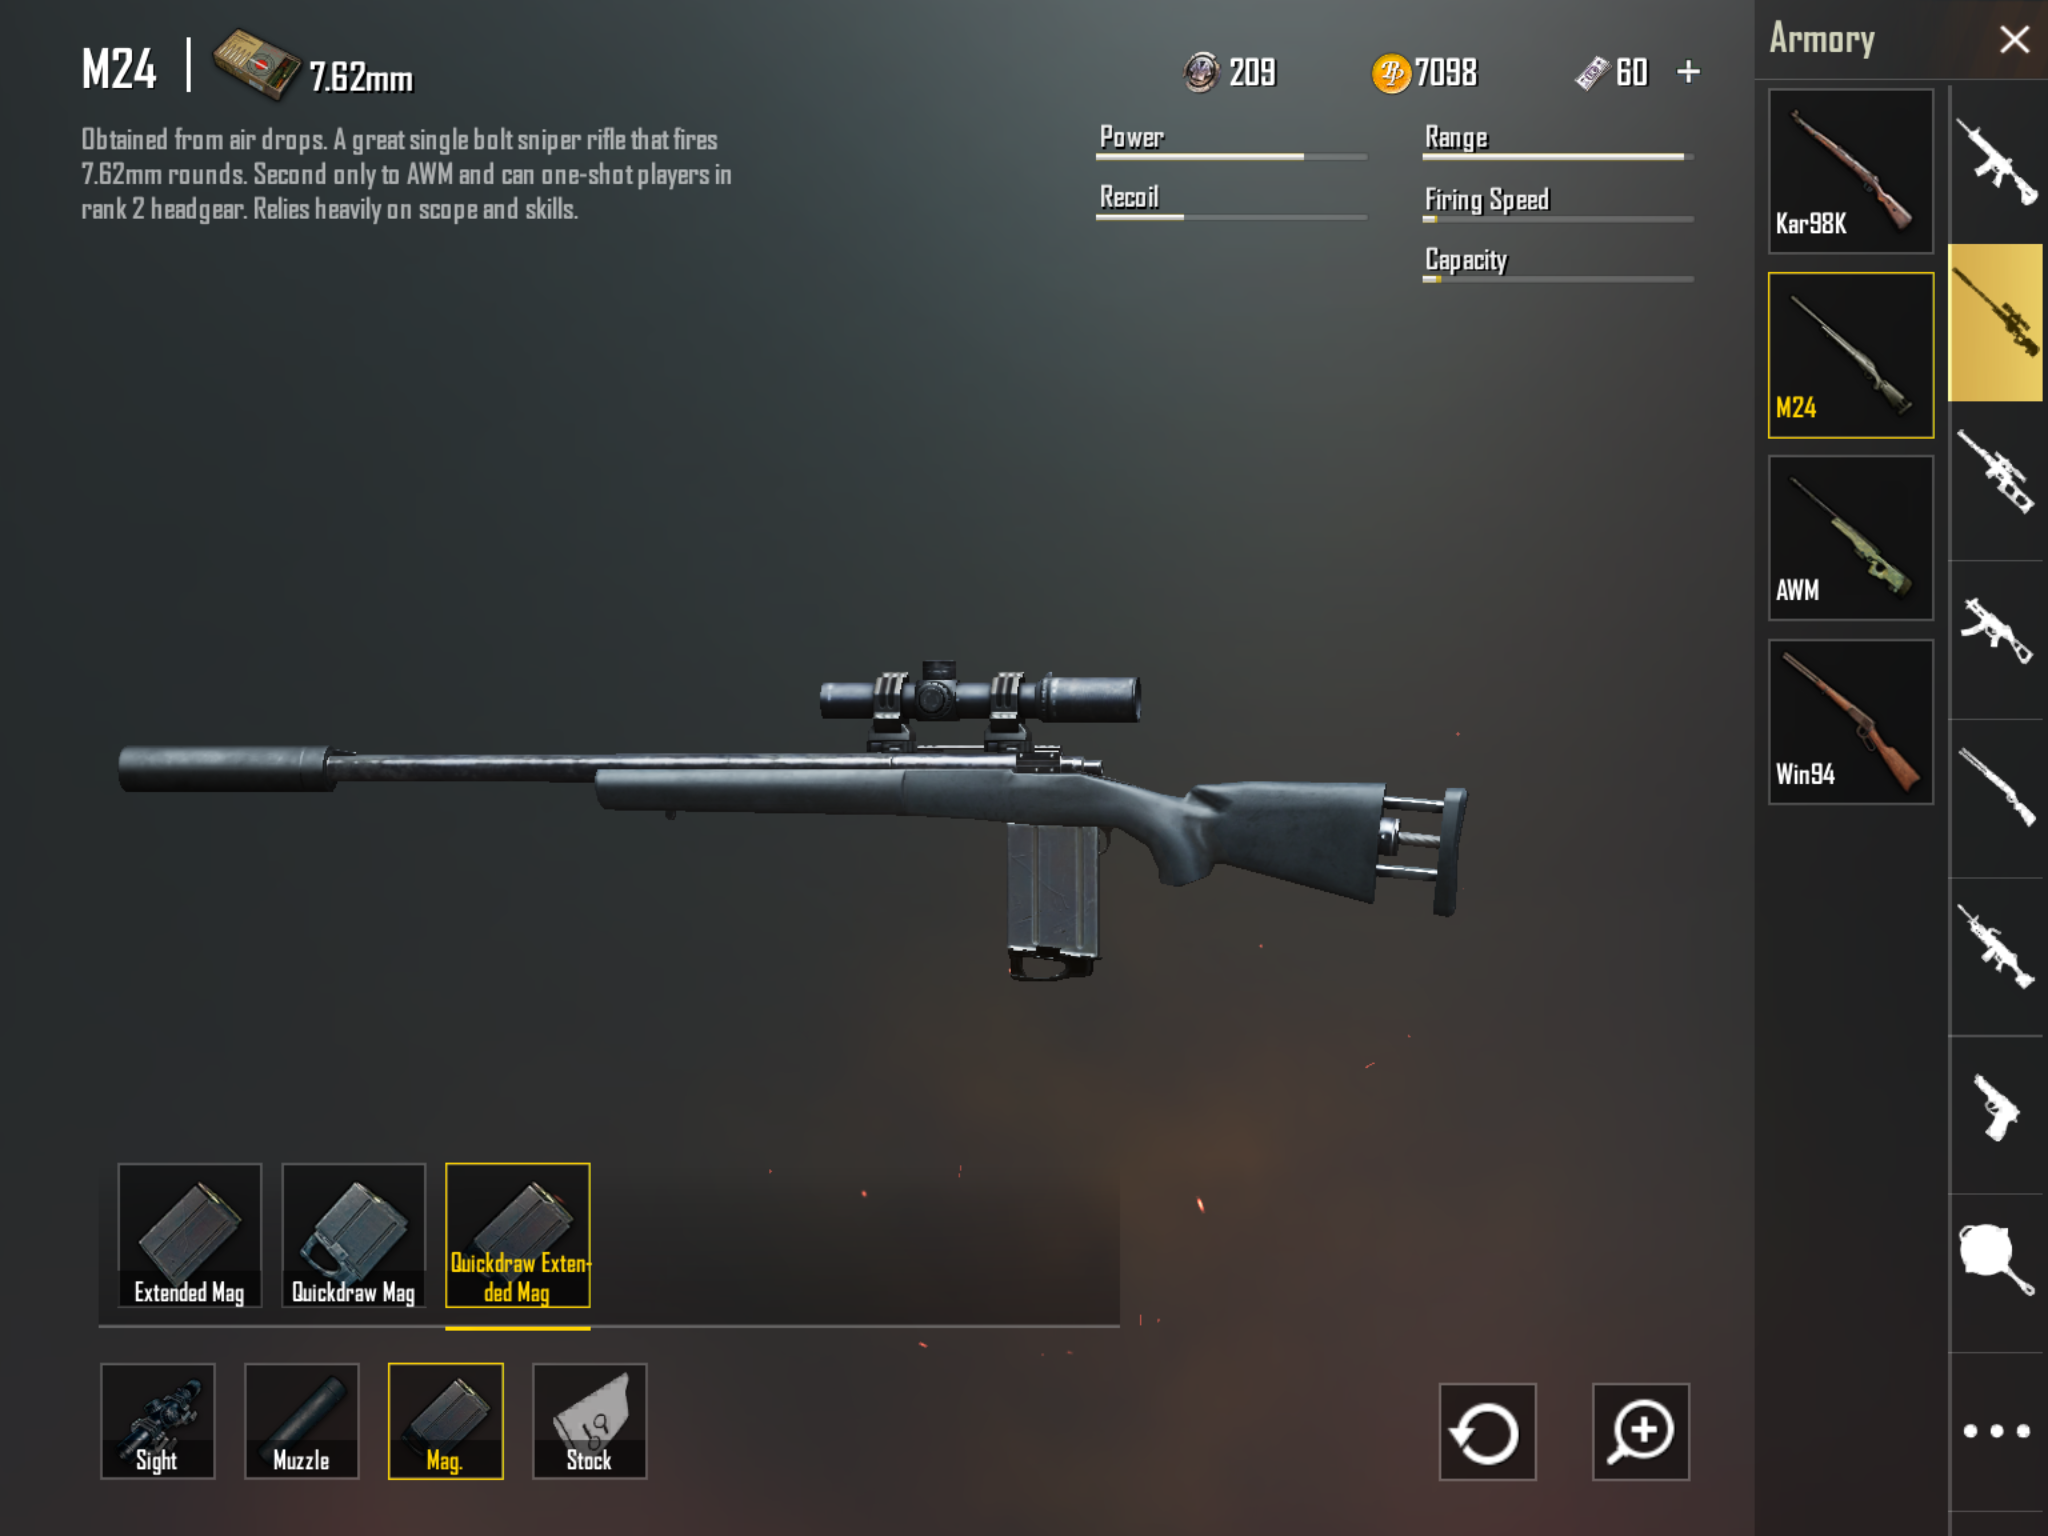 M24
7.62mm
209
7098
60
+
Armory
Obtained from air drops. A great single bolt sniper rifle that fires
7.62mm rounds. Second only to AWM and can one-shot players in
rank 2 headgear. Relies heavily on scope and skills.
Power
Range
Recoil
Firing Speed
Capacity
Kar98K
M24
AWM
Win94
Extended Mag
Quickdraw Mag
Quickdraw Exten-
ded Mag
Sight
Muzzle
Mag.
Stock